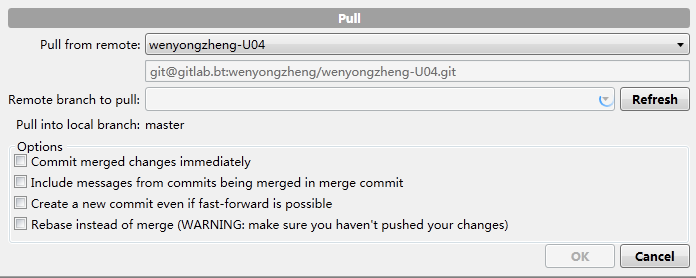 Pull
Pull from remote: wenyongzheng-U04
git@gitlab.bt:wenyongzheng/wenyongzheng-U04.git
Remote branch to pull: Refresh
Pull into local branch: master
Options
Commit merged changes immediately
Include messages from commits being merged in merge commit
Create a new commit even if fast-forward is possible
Rebase instead of merge (WARNING: make sure you haven't pushed your changes)
OK Cancel